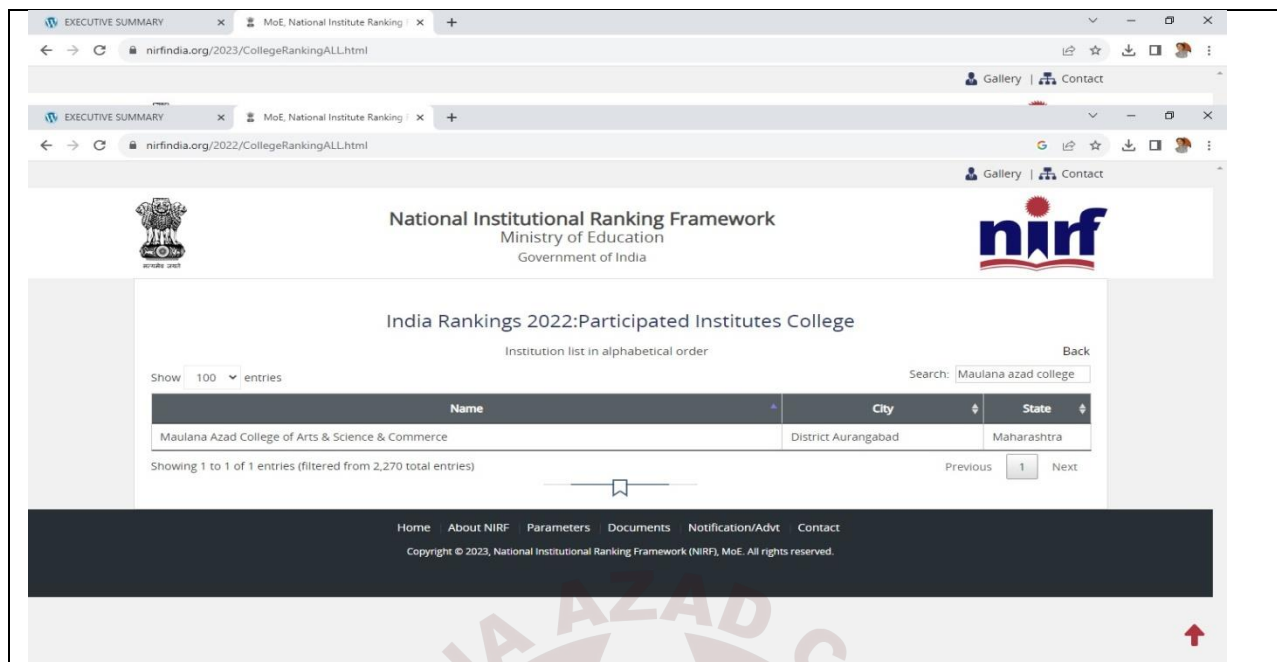 EXECUTIVE SUMMARY × MoE, National Institute Ranking × +
nirfindia.org/2023/CollegeRankingALL.html
Gallery | Contact
EXECUTIVE SUMMARY × MoE, National Institute Ranking × +
nirfindia.org/2022/CollegeRankingALL.html
Gallery | Contact
National Institutional Ranking Framework
Ministry of Education
Government of India
सत्यमेव जयते
nirf
India Rankings 2022:Participated Institutes College
Institution list in alphabetical order
Back
Show 100 entries
Search: Maulana azad college
Name City State
Maulana Azad College of Arts & Science & Commerce District Aurangabad Maharashtra
Showing 1 to 1 of 1 entries (filtered from 2,270 total entries)
Previous 1 Next
Home About NIRF Parameters Documents Notification/Advt Contact
Copyright © 2023, National Institutional Ranking Framework (NIRF), MoE. All rights reserved.
AZAD